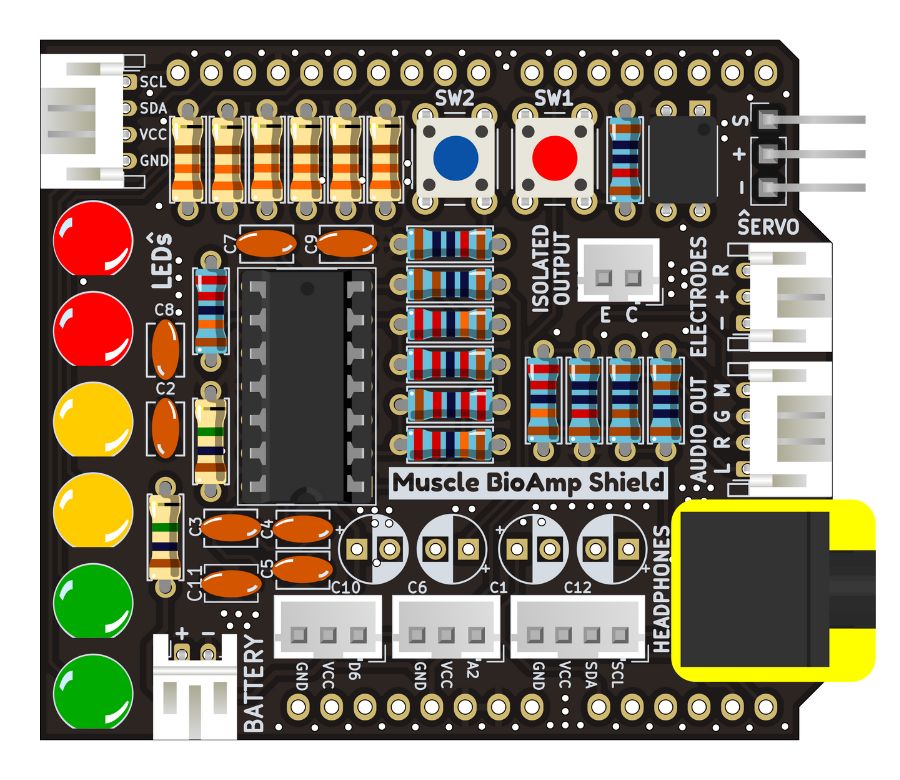 SCL
SDA
VCC
GND
SW2
SW1
S
+
−
SERVO
LEDs
C7
C9
ISOLATED
OUTPUT
E C
ELECTRODES
− + R
C8
C2
AUDIO OUT
L R G M
Muscle BioAmp Shield
C3
C4
C11
C5
+
C10
C6
+
+
C1
C12
+
HEADPHONES
BATTERY
+ −
GND
VCC
D6
GND
VCC
A2
GND
VCC
SDA
SCL